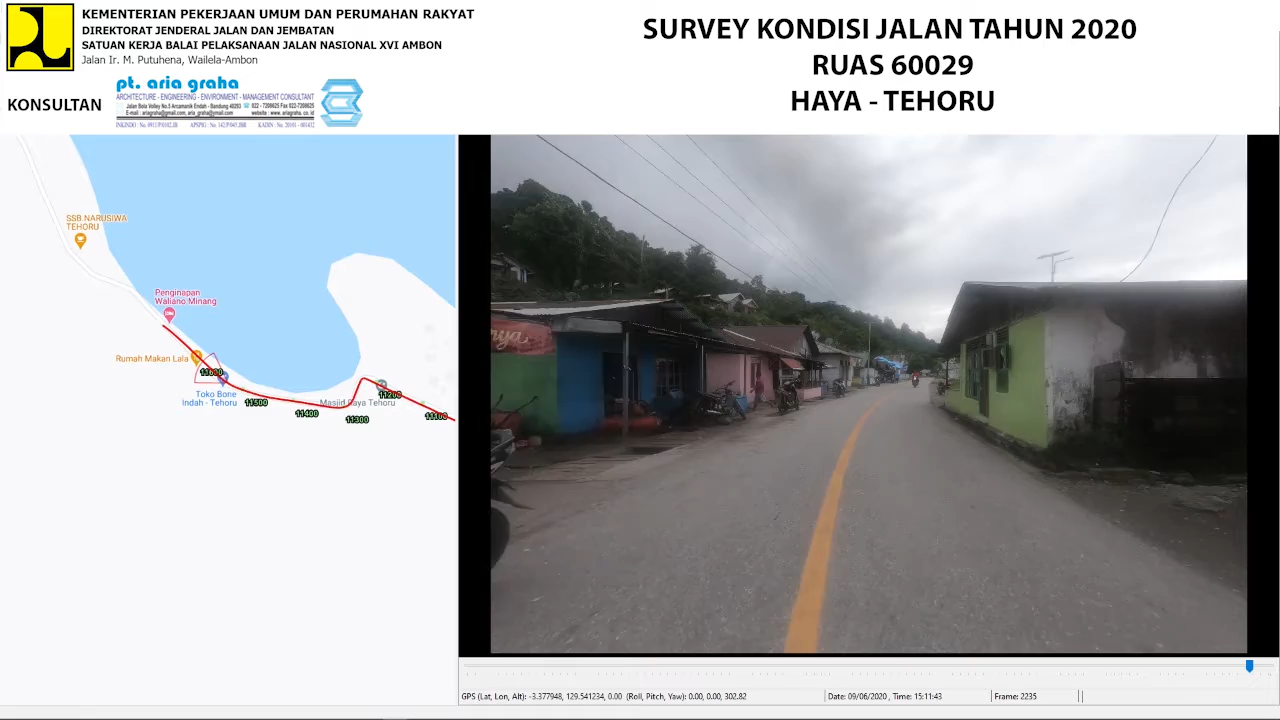 KEMENTERIAN PEKERJAAN UMUM DAN PERUMAHAN RAKYAT
DIREKTORAT JENDERAL JALAN DAN JEMBATAN
SATUAN KERJA BALAI PELAKSANAAN JALAN NASIONAL XVI AMBON
Jalan Ir. M. Putuhena, Wailela-Ambon
KONSULTAN
pt. aria graha
ARCHITECTURE - ENGINEERING - ENVIRONMENT - MANAGEMENT CONSULTANT
SURVEY KONDISI JALAN TAHUN 2020
RUAS 60029
HAYA - TEHORU
SSB NARUSIWA
TEHORU
Penginapan
Waliano Minang
Rumah Makan Lala
11600
Toko Bone
Indah - Tehoru
11500
11400
Masjid Raya Tehoru
11300
11200
11100
GPS (Lat, Lon, Alt): -3.377948, 129.541234, 0.00 (Roll, Pitch, Yaw): 0.00, 0.00, 302.82
Date: 09/06/2020 , Time: 15:11:43
Frame: 2235